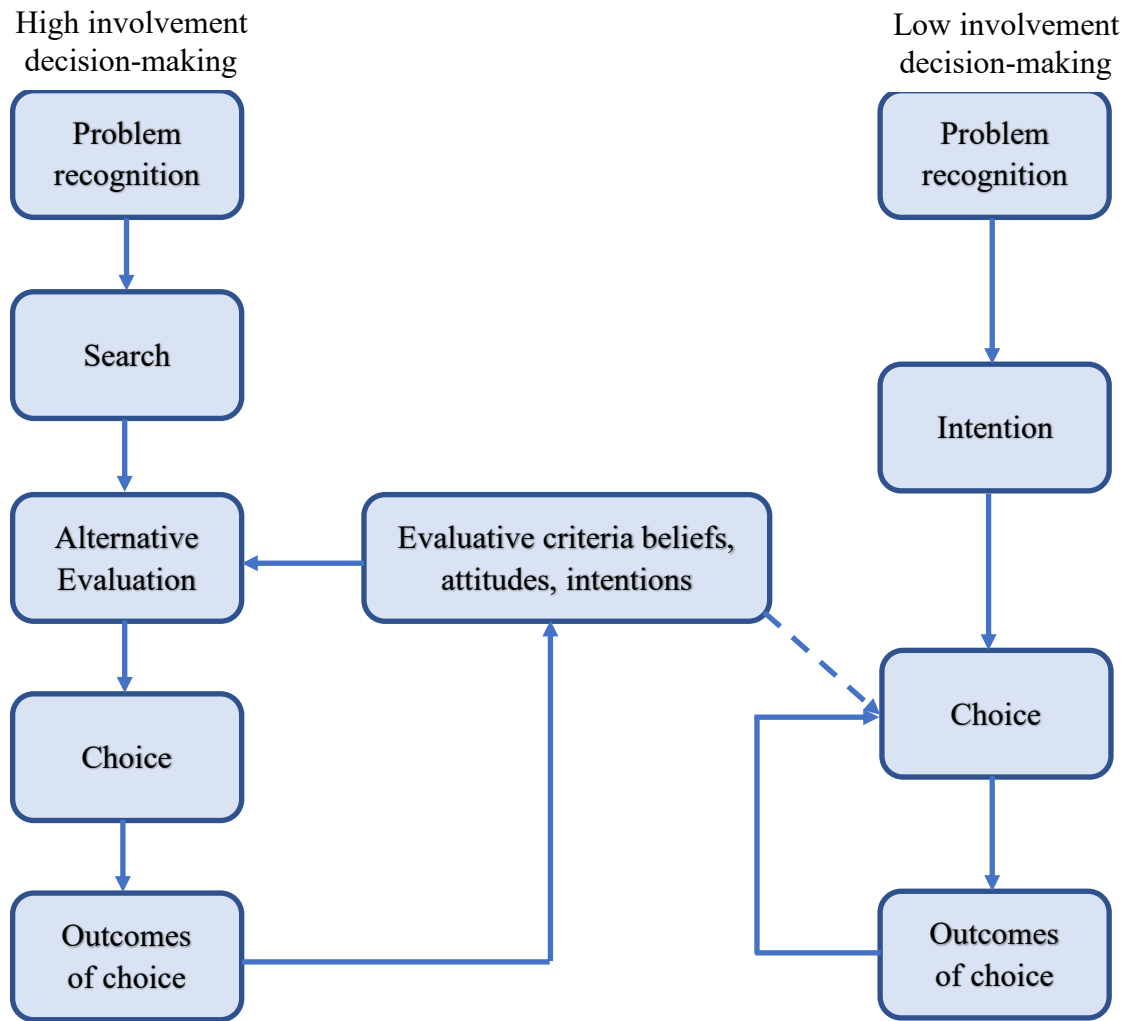 High involvement
decision-making
Problem
recognition
Search
Alternative
Evaluation
Choice
Outcomes
of choice
Evaluative criteria beliefs,
attitudes, intentions
Low involvement
decision-making
Problem
recognition
Intention
Choice
Outcomes
of choice